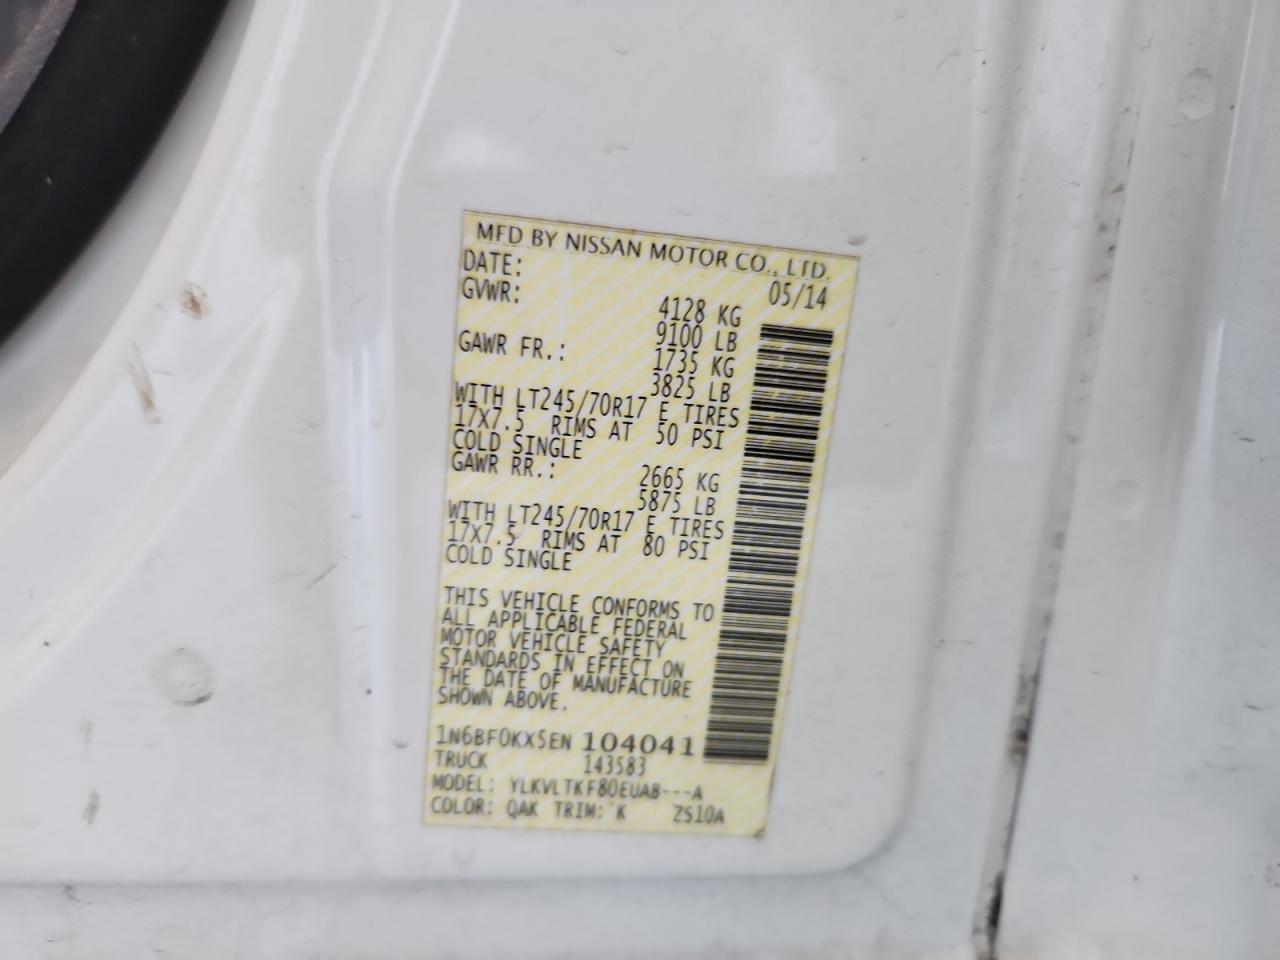 MFD BY NISSAN MOTOR CO., LTD.
DATE: 05/14
GVWR: 4128 KG
9100 LB
GAWR FR.: 1735 KG
3825 LB
WITH LT245/70R17 E TIRES
17X7.5 RIMS AT 50 PSI
COLD SINGLE
GAWR RR.: 2665 KG
5875 LB
WITH LT245/70R17 E TIRES
17X7.5 RIMS AT 80 PSI
COLD SINGLE
THIS VEHICLE CONFORMS TO
ALL APPLICABLE FEDERAL
MOTOR VEHICLE SAFETY
STANDARDS IN EFFECT ON
THE DATE OF MANUFACTURE
SHOWN ABOVE.
1N6BF0KX5EN 104041
TRUCK 143583
MODEL: YLKVLTKF80EUAB---A
COLOR: QAK TRIM: K ZS10A